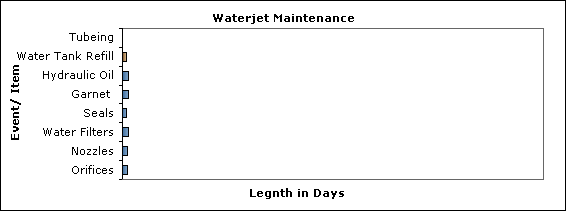 Waterjet Maintenance
Event/ Item
Tubeing
Water Tank Refill
Hydraulic Oil
Garnet
Seals
Water Filters
Nozzles
Orifices
Legnth in Days